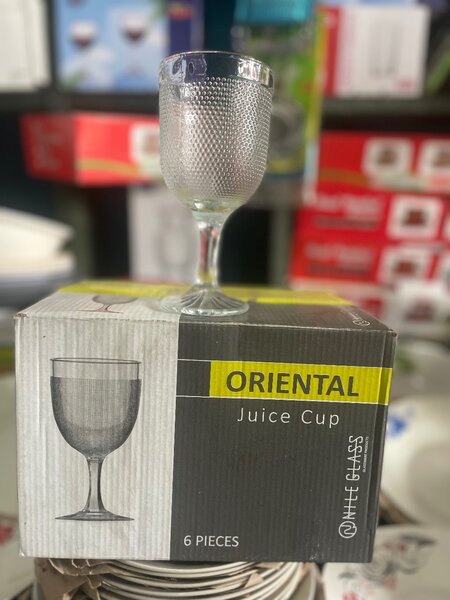 ORIENTAL
Juice Cup
6 PIECES
NILE GLASS